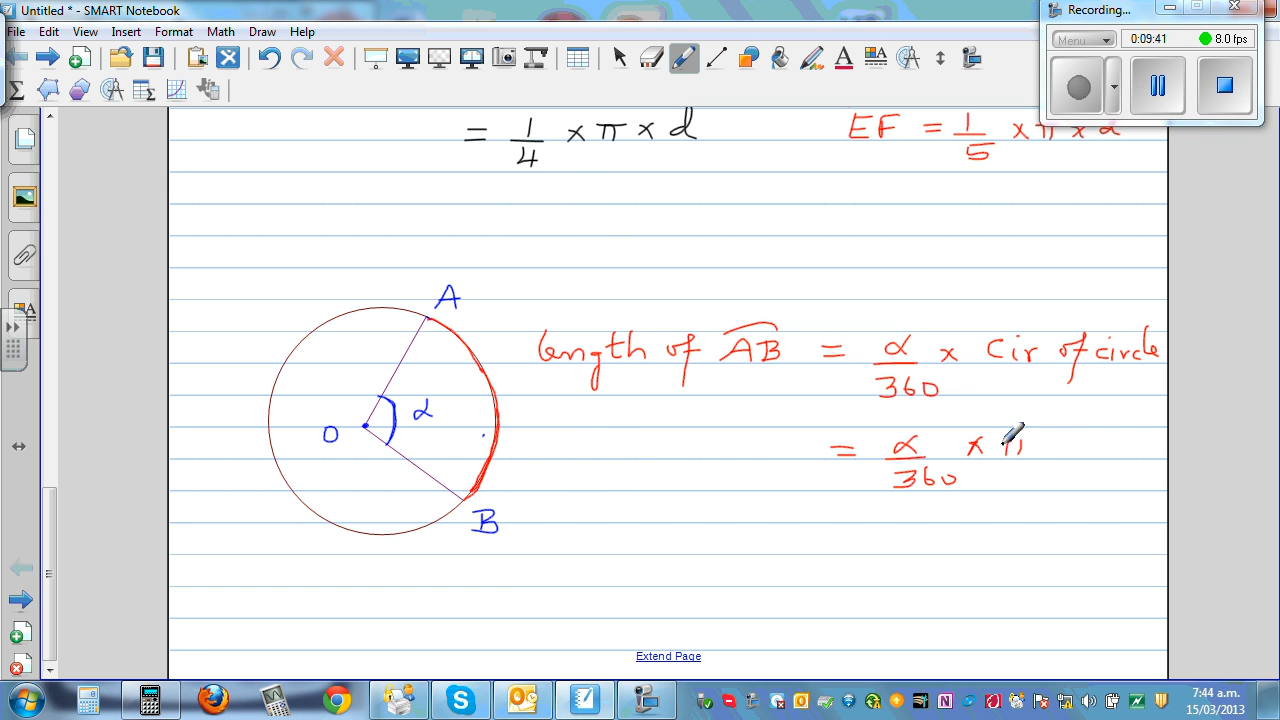 Untitled * - SMART Notebook
Recording...
File Edit View Insert Format Math Draw Help
Menu
00:09:41
8.0 fps
= 1/4 × π × d
EF = 1/5 × π × d
A
length of AB = α/360 × Cir of circle
α
O
= α/360 × π
B
Extend Page
7:44 a.m.
15/03/2013